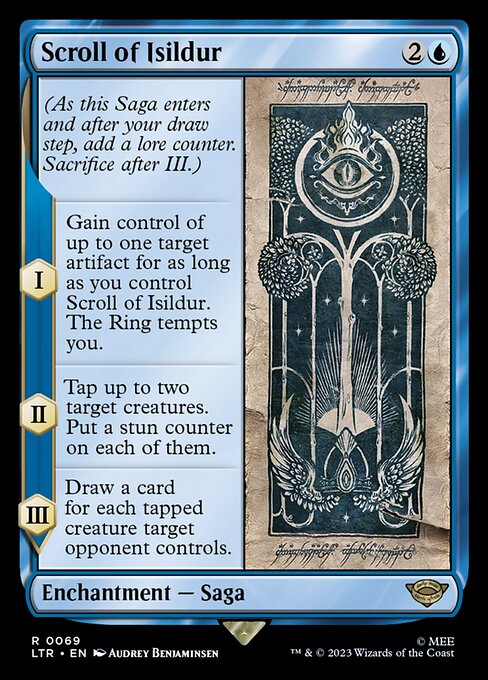 Scroll of Isildur
2
(As this Saga enters
and after your draw
step, add a lore counter.
Sacrifice after III.)
I
Gain control of
up to one target
artifact for as long
as you control
Scroll of Isildur.
The Ring tempts
you.
II
Tap up to two
target creatures.
Put a stun counter
on each of them.
III
Draw a card
for each tapped
creature target
opponent controls.
Enchantment — Saga
R 0069
LTR • EN AUDREY BENJAMINSEN
© MEE
™ & © 2023 Wizards of the Coast